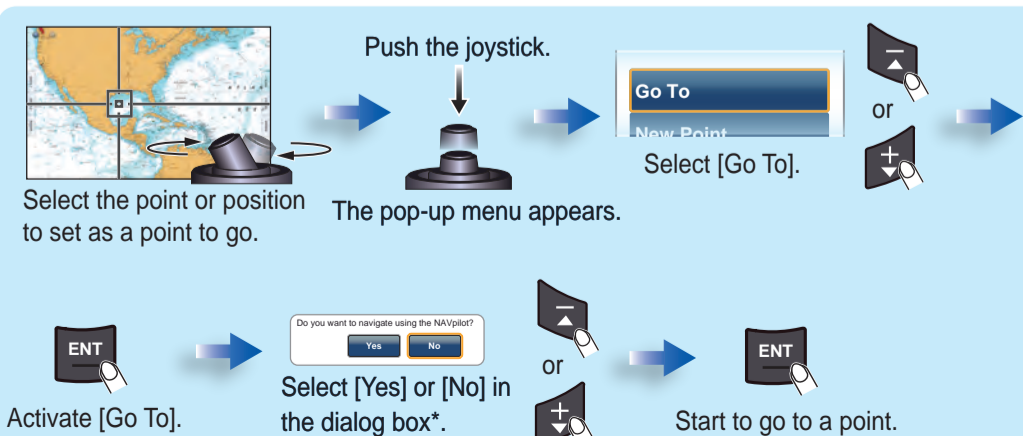 Push the joystick.
Go To
New Point
or
Select [Go To].
Select the point or position
to set as a point to go.
The pop-up menu appears.
ENT
Activate [Go To].
Do you want to navigate using the NAVpilot?
Yes No
Select [Yes] or [No] in
the dialog box*.
or
ENT
Start to go to a point.